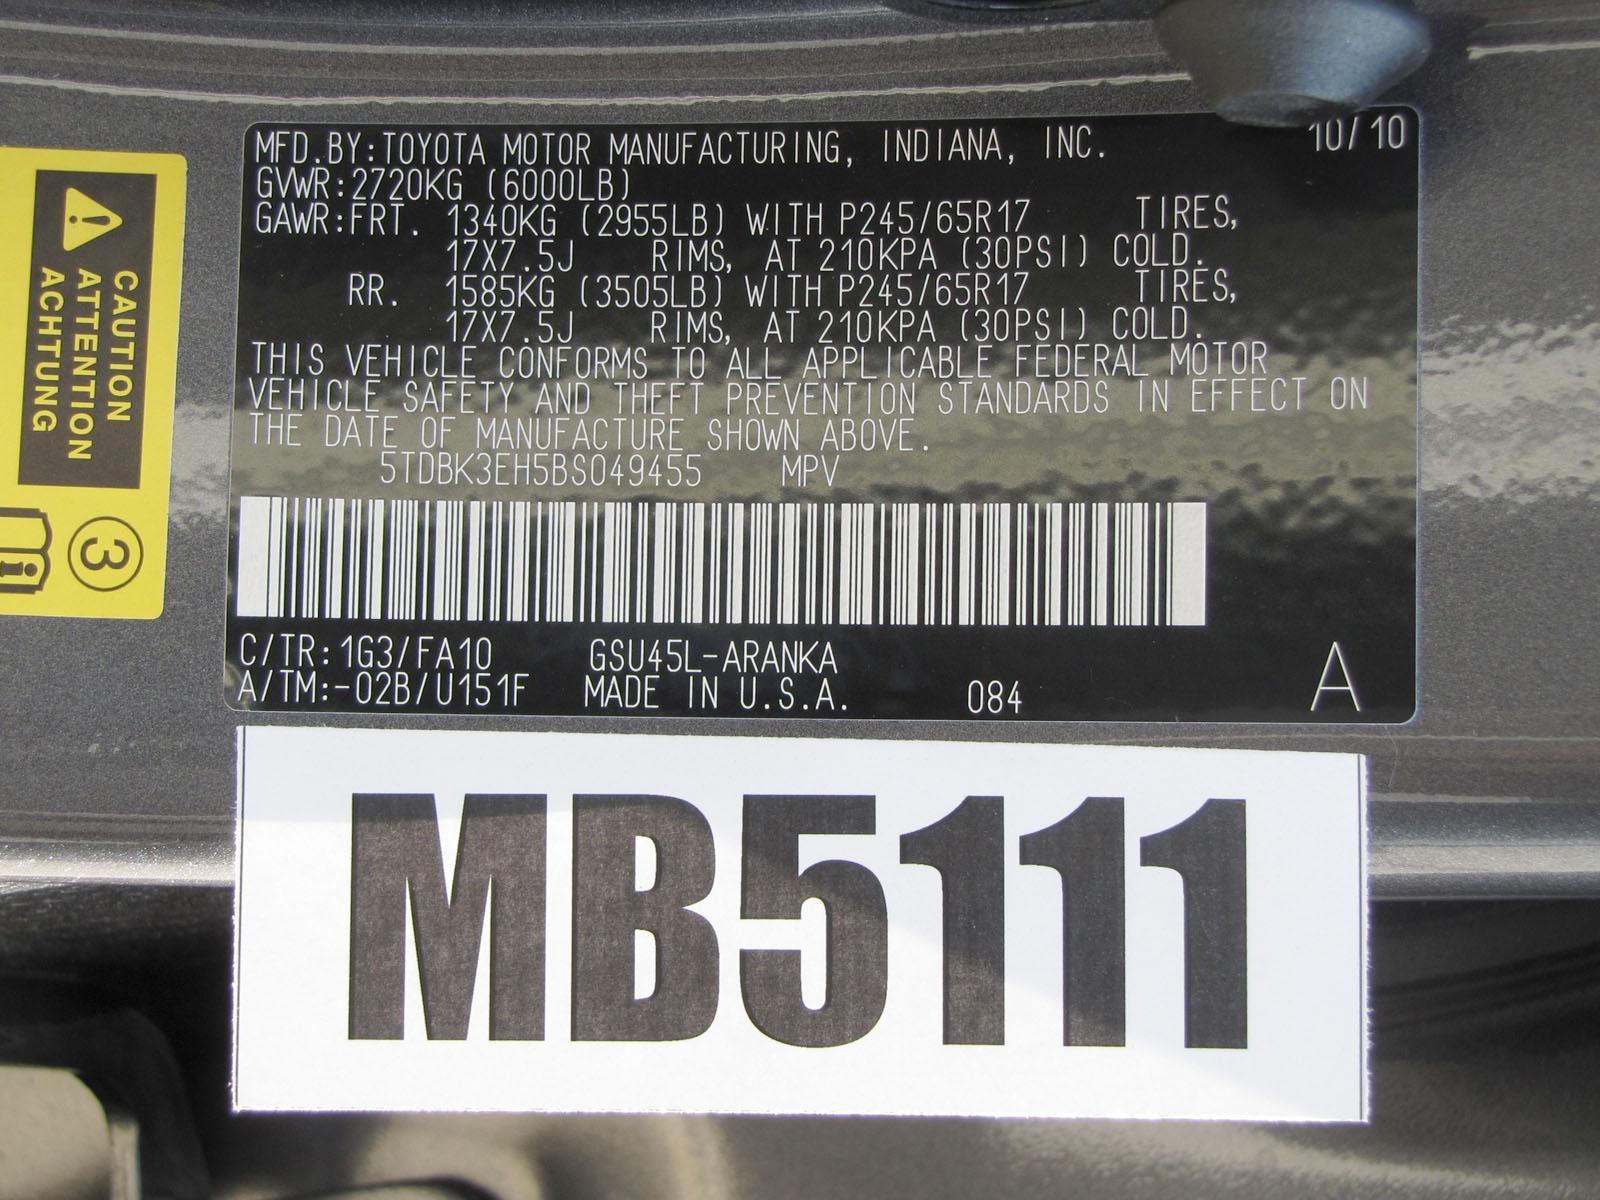 MFD.BY:TOYOTA MOTOR MANUFACTURING, INDIANA, INC. 10/10
GVWR:2720KG (6000LB)
GAWR:FRT. 1340KG (2955LB) WITH P245/65R17 TIRES,
17X7.5J RIMS, AT 210KPA (30PSI) COLD.
RR. 1585KG (3505LB) WITH P245/65R17 TIRES,
17X7.5J RIMS, AT 210KPA (30PSI) COLD.
THIS VEHICLE CONFORMS TO ALL APPLICABLE FEDERAL MOTOR
VEHICLE SAFETY AND THEFT PREVENTION STANDARDS IN EFFECT ON
THE DATE OF MANUFACTURE SHOWN ABOVE.
5TDBK3EH5BS049455 MPV
C/TR:1G3/FA10 GSU45L-ARANKA
A/TM:-02B/U151F MADE IN U.S.A. 084 A
MB5111
CAUTION
ATTENTION
ACHTUNG
3
i